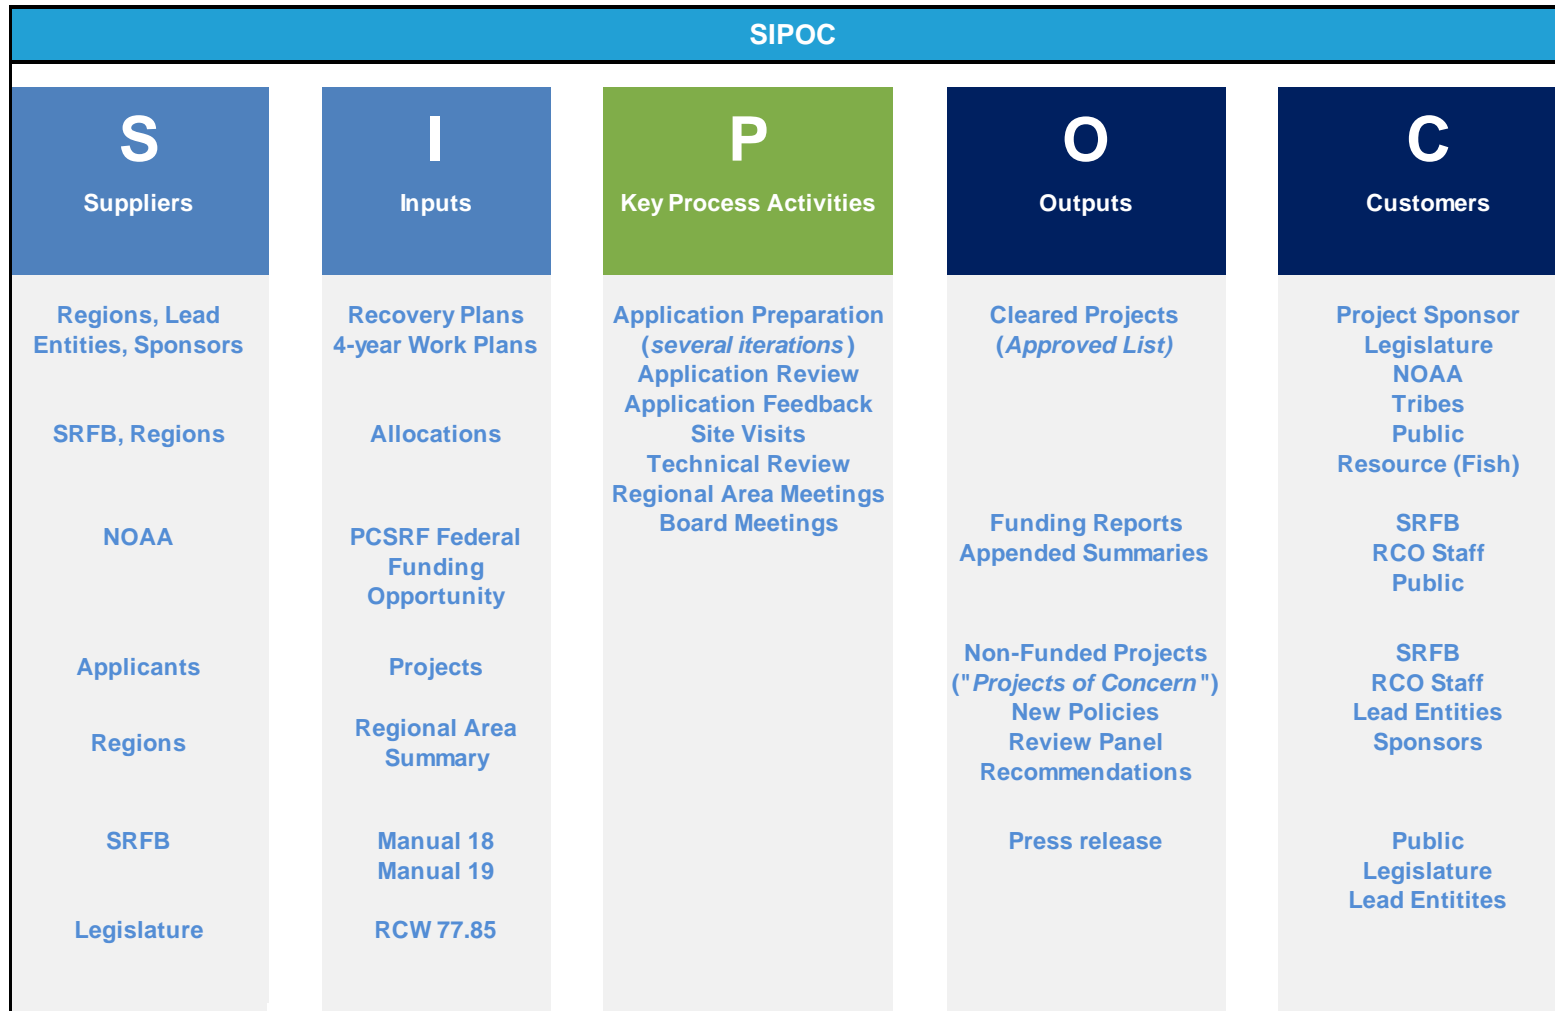 SIPOC
S
Suppliers
Regions, Lead
Entities, Sponsors
SRFB, Regions
NOAA
Applicants
Regions
SRFB
Legislature
I
Inputs
Recovery Plans
4-year Work Plans
Allocations
PCSRF Federal
Funding
Opportunity
Projects
Regional Area
Summary
Manual 18
Manual 19
RCW 77.85
P
Key Process Activities
Application Preparation
(several iterations)
Application Review
Application Feedback
Site Visits
Technical Review
Regional Area Meetings
Board Meetings
O
Outputs
Cleared Projects
(Approved List)
Funding Reports
Appended Summaries
Non-Funded Projects
("Projects of Concern")
New Policies
Review Panel
Recommendations
Press release
C
Customers
Project Sponsor
Legislature
NOAA
Tribes
Public
Resource (Fish)
SRFB
RCO Staff
Public
SRFB
RCO Staff
Lead Entities
Sponsors
Public
Legislature
Lead Entitites